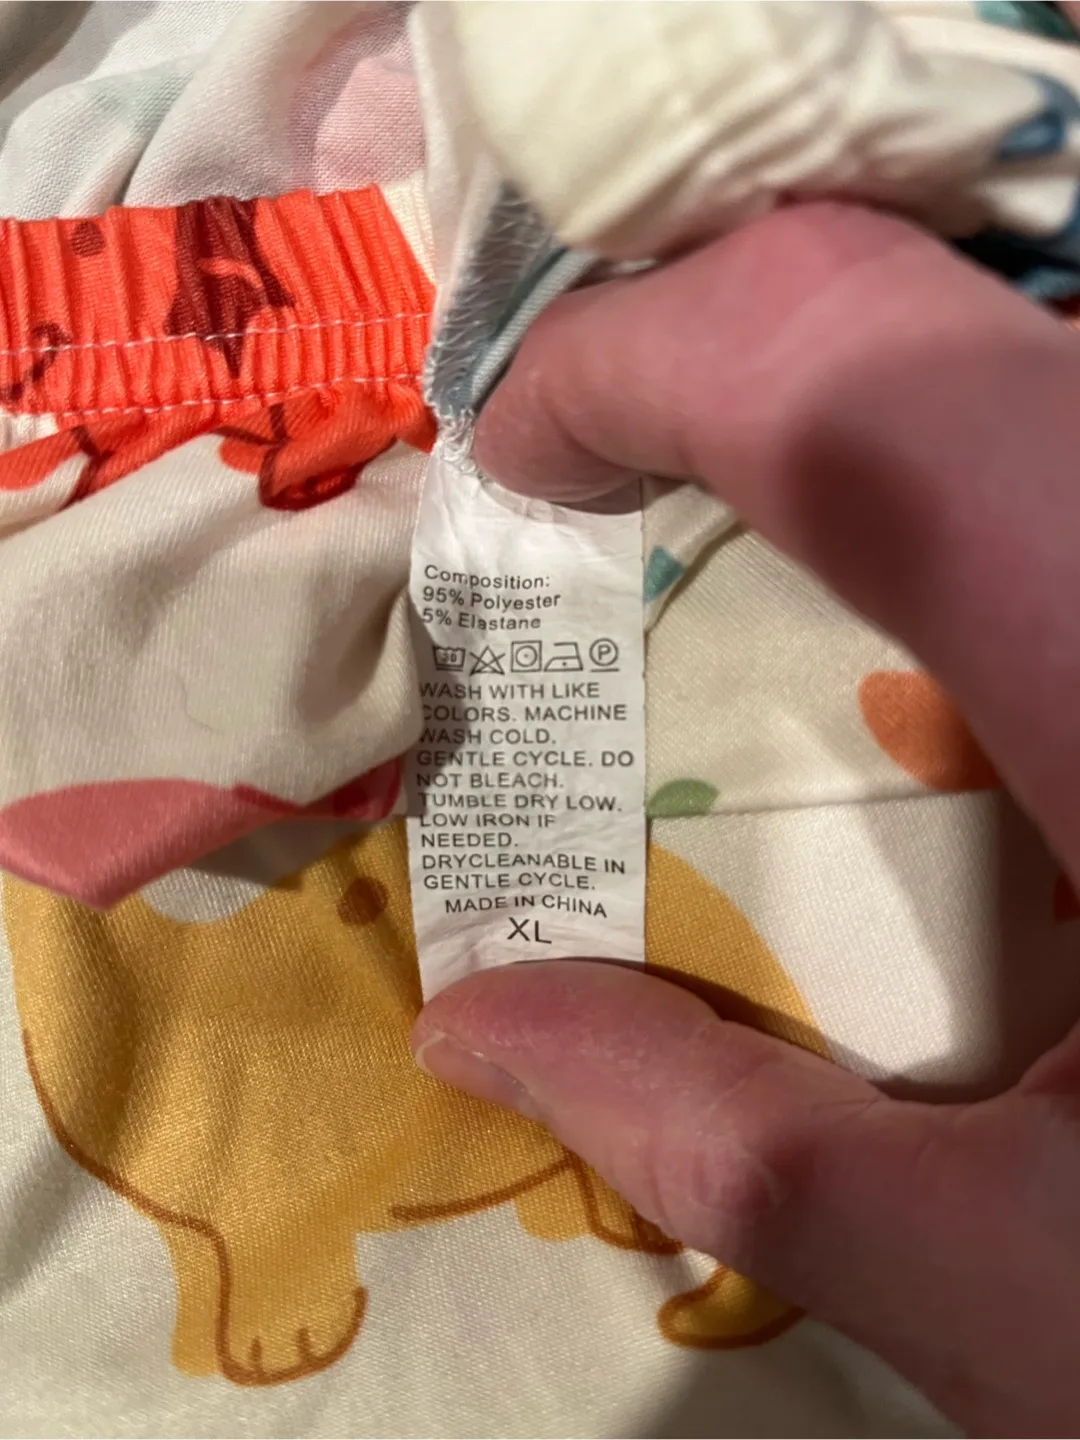 Composition:
95% Polyester
5% Elastane
30 P
WASH WITH LIKE
COLORS. MACHINE
WASH COLD.
GENTLE CYCLE. DO
NOT BLEACH.
TUMBLE DRY LOW.
LOW IRON IF
NEEDED.
DRYCLEANABLE IN
GENTLE CYCLE.
MADE IN CHINA
XL